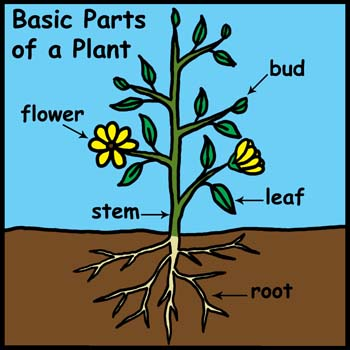 Basic Parts
of a Plant
bud
flower
leaf
stem
root